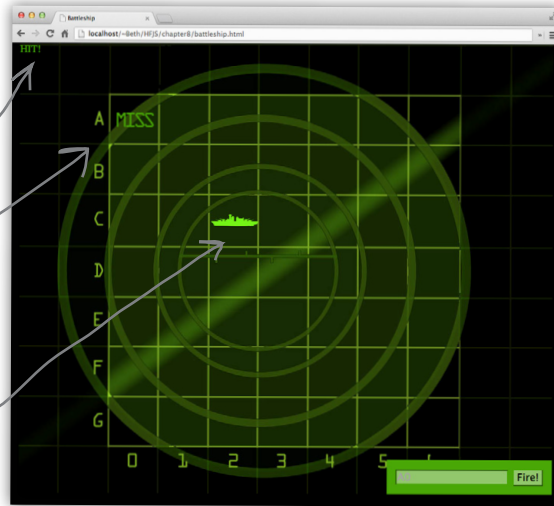 Battleship
localhost/~Beth/HFJS/chapter8/battleship.html
HIT!
A MISS
B
C
D
E
F
G
0 1 2 3 4 5
Fire!